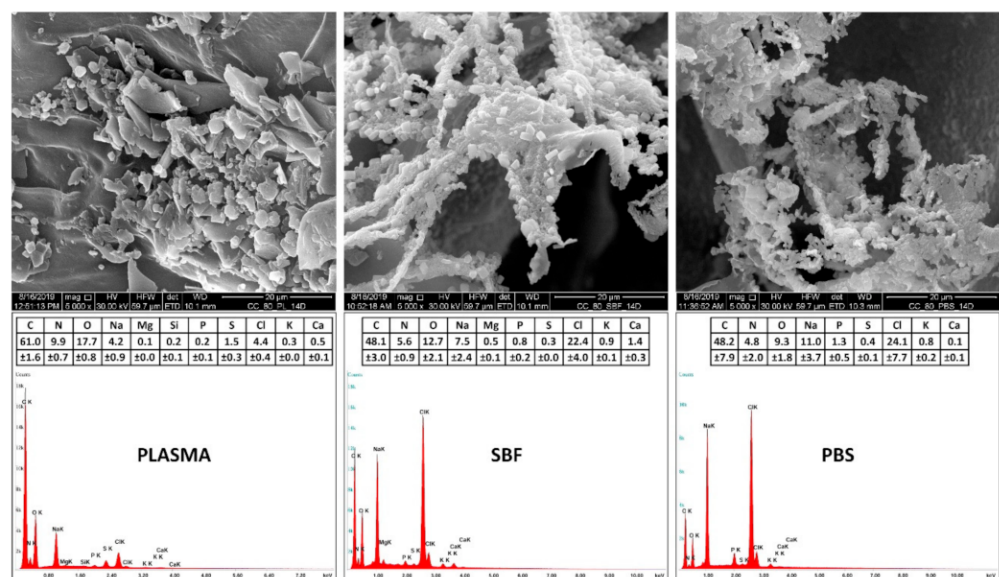 8/16/2019 mag HV HFW det WD 20 µm
12:51:13 PM 5 000 x 30.00 kV 59.7 µm ETD 10.1 mm CC_80_PL_14D
8/16/2019 mag HV HFW det WD 20 µm
10:52:18 AM 5 000 x 30.00 kV 59.7 µm ETD 10.1 mm CC_80_SBF_14D
8/16/2019 mag HV HFW det WD 20 µm
11:36:52 AM 5 000 x 30.00 kV 59.7 µm ETD 10.3 mm CC_80_PBS_14D
C N O Na Mg Si P S Cl K Ca
61.0 9.9 17.7 4.2 0.1 0.2 0.2 1.5 4.4 0.3 0.5
±1.6 ±0.7 ±0.8 ±0.9 ±0.0 ±0.1 ±0.1 ±0.3 ±0.4 ±0.0 ±0.1
C N O Na Mg P S Cl K Ca
48.1 5.6 12.7 7.5 0.5 0.8 0.3 22.4 0.9 1.4
±3.0 ±0.9 ±2.1 ±2.4 ±0.1 ±0.2 ±0.0 ±4.0 ±0.1 ±0.3
C N O Na P S Cl K Ca
48.2 4.8 9.3 11.0 1.3 0.4 24.1 0.8 0.1
±7.9 ±2.0 ±1.8 ±3.7 ±0.5 ±0.1 ±7.7 ±0.2 ±0.1
PLASMA
C K
N K
O K
NaK
MgK
SiK
P K
S K
ClK
ClK
K K
K K
CaK
CaK
SBF
C K
N
O K
NaK
MgK
P K
S K
ClK
ClK
K K
K K
CaK
CaK
PBS
C K
N K
O K
NaK
P K
S K
ClK
ClK
K K
K K
CaK
CaK